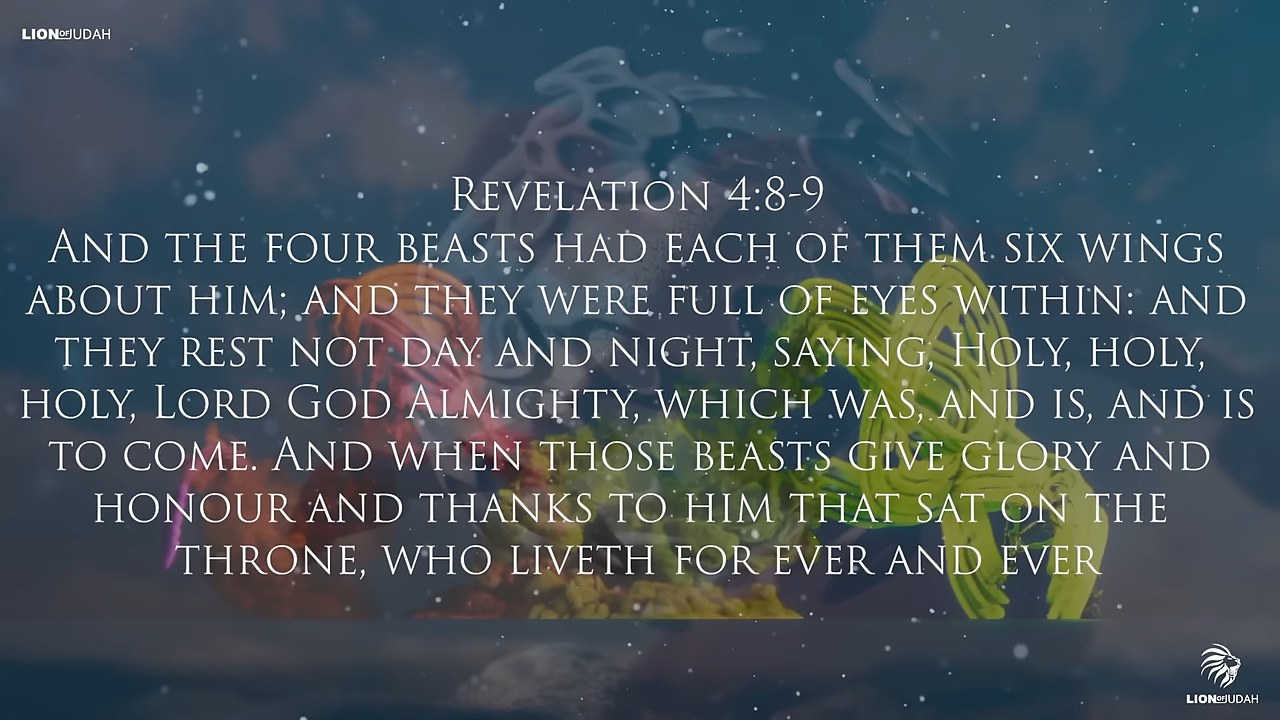 LION OF JUDAH
Revelation 4:8-9
And the four beasts had each of them six wings
about him; and they were full of eyes within: and
they rest not day and night, saying, Holy, holy,
holy, Lord God Almighty, which was, and is, and is
to come. And when those beasts give glory and
honour and thanks to him that sat on the
throne, who liveth for ever and ever
LION OF JUDAH